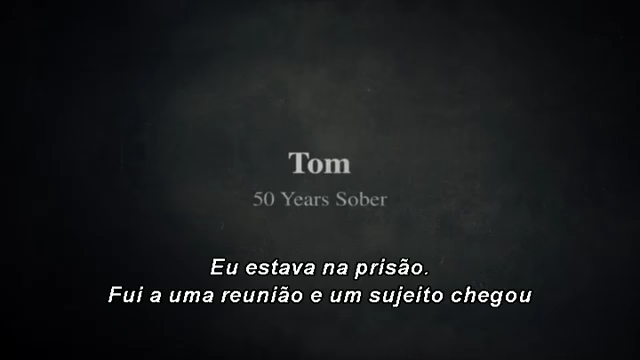 Tom
50 Years Sober
Eu estava na prisão.
Fui a uma reunião e um sujeito chegou